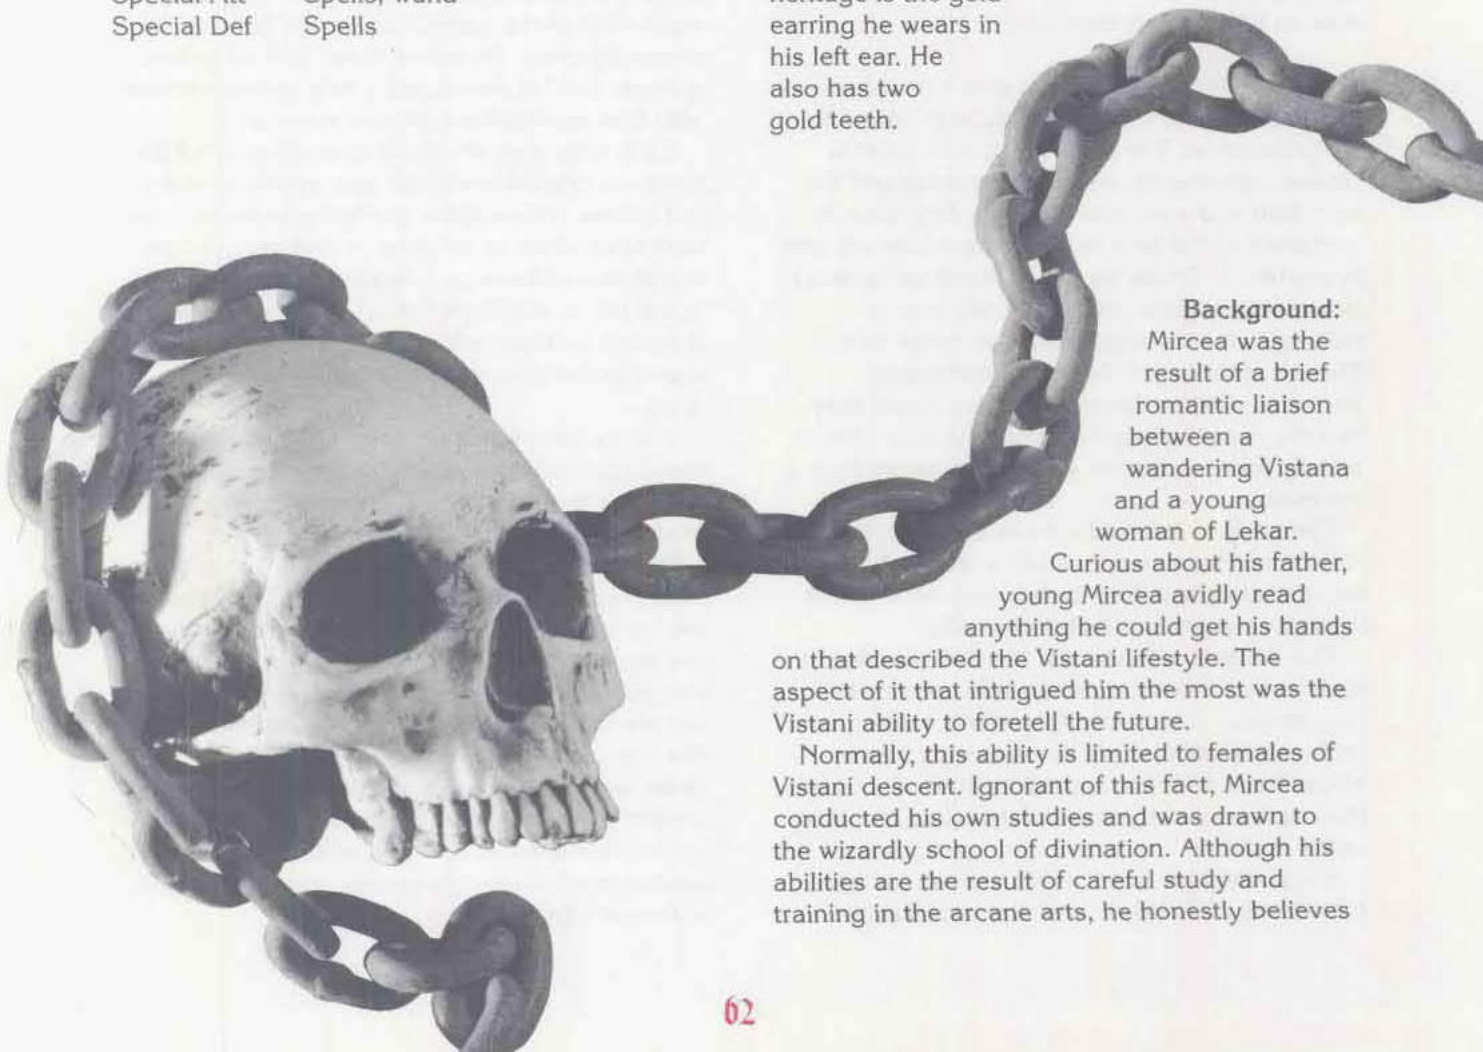 Special Def Spells
earring he wears in
his left ear. He
also has two
gold teeth.
Background:
Mircea was the
result of a brief
romantic liaison
between a
wandering Vistana
and a young
woman of Lekar.
Curious about his father,
young Mircea avidly read
anything he could get his hands
on that described the Vistani lifestyle. The
aspect of it that intrigued him the most was the
Vistani ability to foretell the future.
Normally, this ability is limited to females of
Vistani descent. Ignorant of this fact, Mircea
conducted his own studies and was drawn to
the wizardly school of divination. Although his
abilities are the result of careful study and
training in the arcane arts, he honestly believes
62